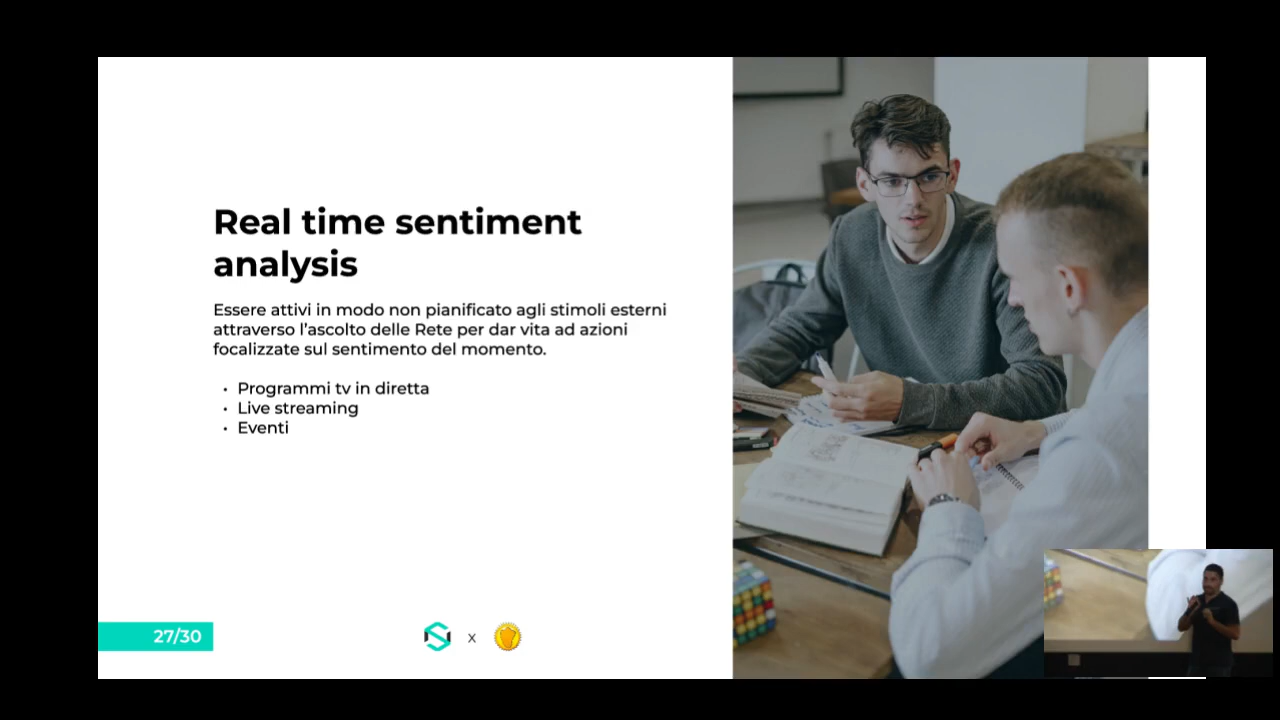 Real time sentiment
analysis
Essere attivi in modo non pianificato agli stimoli esterni
attraverso l'ascolto delle Rete per dar vita ad azioni
focalizzate sul sentimento del momento.
• Programmi tv in diretta
• Live streaming
• Eventi
27/30
x